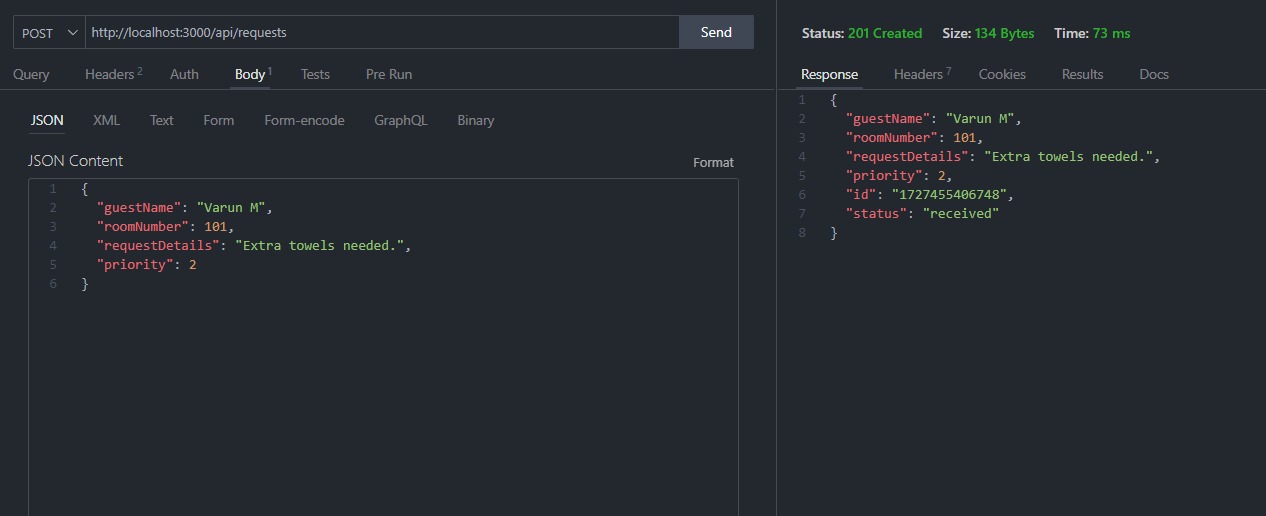 POST http://localhost:3000/api/requests Send
Query Headers 2 Auth Body 1 Tests Pre Run
JSON XML Text Form Form-encode GraphQL Binary
JSON Content Format
1 {
2 "guestName": "Varun M",
3 "roomNumber": 101,
4 "requestDetails": "Extra towels needed.",
5 "priority": 2
6 }
Status: 201 Created Size: 134 Bytes Time: 73 ms
Response Headers 7 Cookies Results Docs
1 {
2 "guestName": "Varun M",
3 "roomNumber": 101,
4 "requestDetails": "Extra towels needed.",
5 "priority": 2,
6 "id": "1727455406748",
7 "status": "received"
8 }